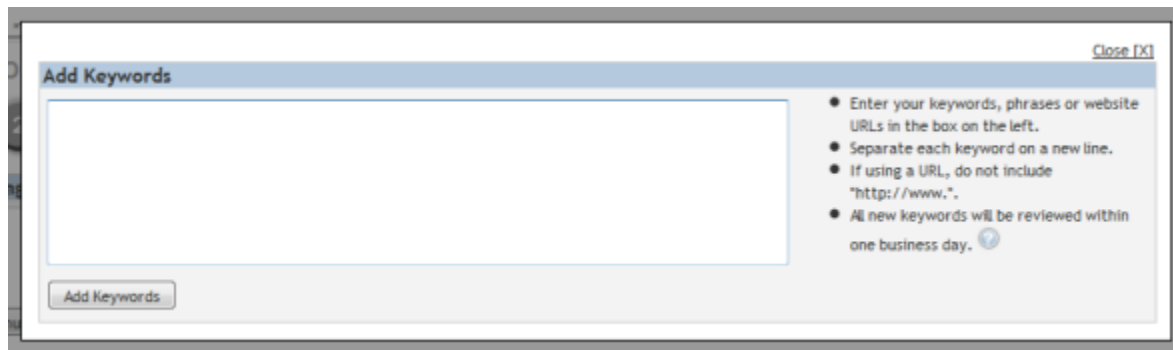 Close [X]
Add Keywords
Enter your keywords, phrases or website
URLs in the box on the left.
Separate each keyword on a new line.
If using a URL, do not include
"http://www.".
All new keywords will be reviewed within
one business day.
Add Keywords